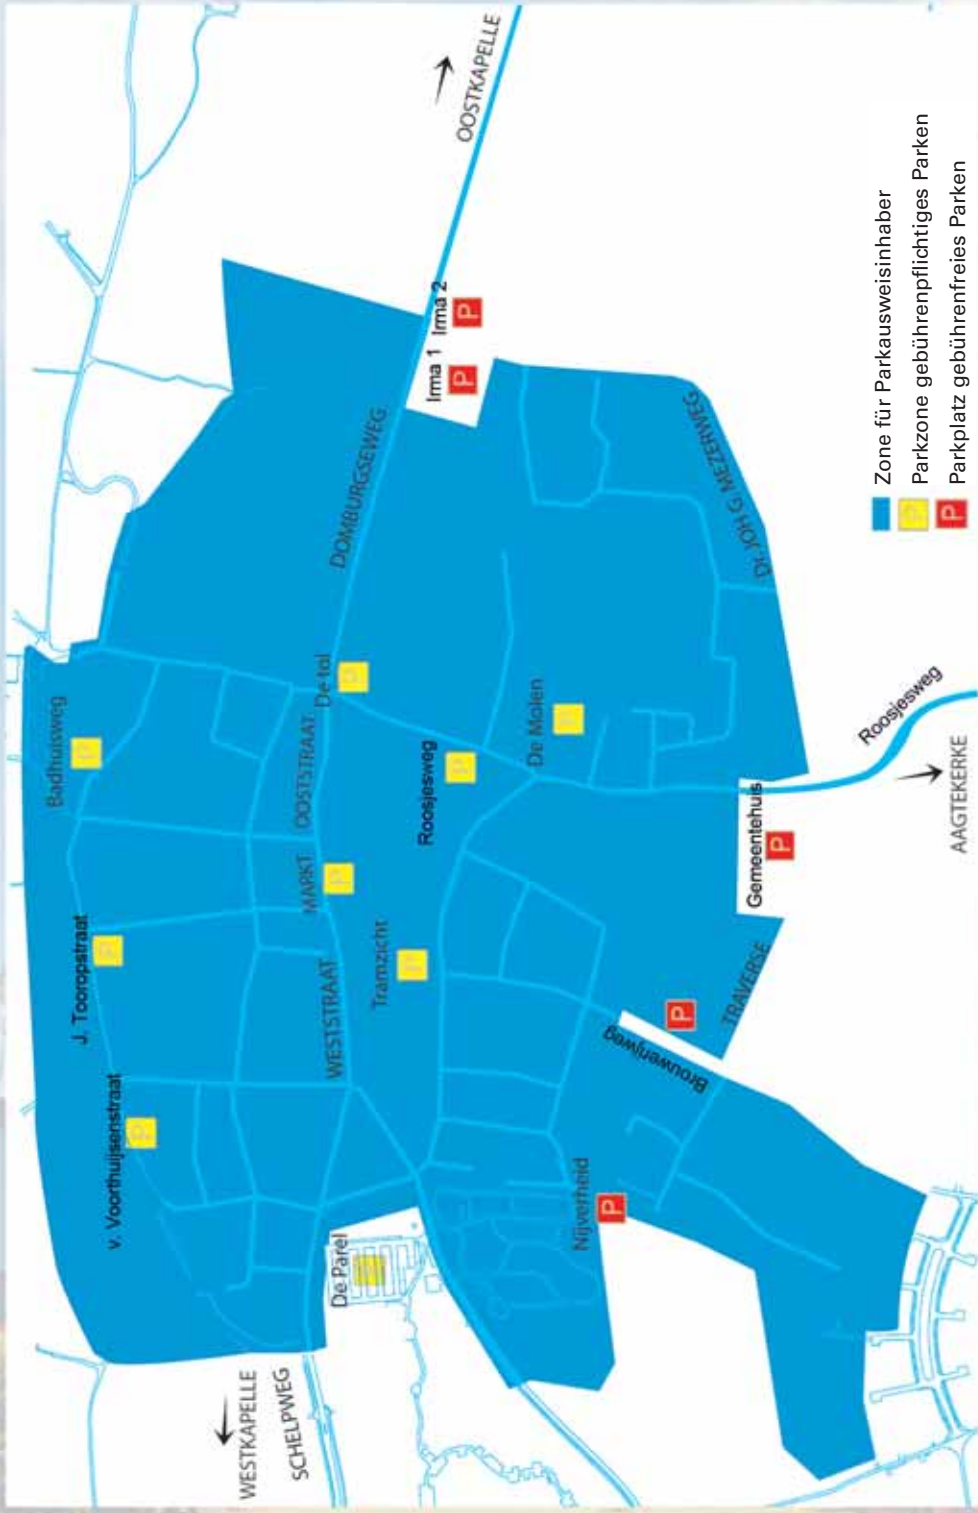 OOSTKAPELLE
Irma 1
P
Irma 2
P
DOMBURGSEWEG
Dr. JOH G. MEZERWEG
Badhuisweg
P
De tol
P
OOSTSTRAAT
MARKT
P
Roosjesweg
P
De Molen
P
J. Tooropstraat
P
Tramzicht
P
WESTSTRAAT
v. Voorthuijsenstraat
P
De Parel
Nijverheid
P
Brouwerijweg
P
TRAVERSE
Gemeentehuis
P
Roosjesweg
AAGTEKERKE
WESTKAPELLE
SCHELPWEG
Zone für Parkausweisinhaber
P Parkzone gebührenpflichtiges Parken
P Parkplatz gebührenfreies Parken